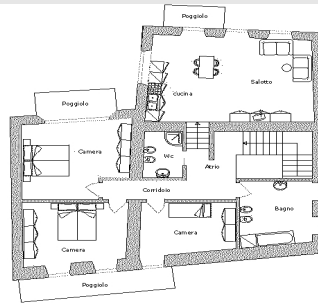 Poggiolo
Salotto
cucina
Poggiolo
Camera
Wc
Atrio
Corridoio
Bagno
Camera
Camera
Poggiolo